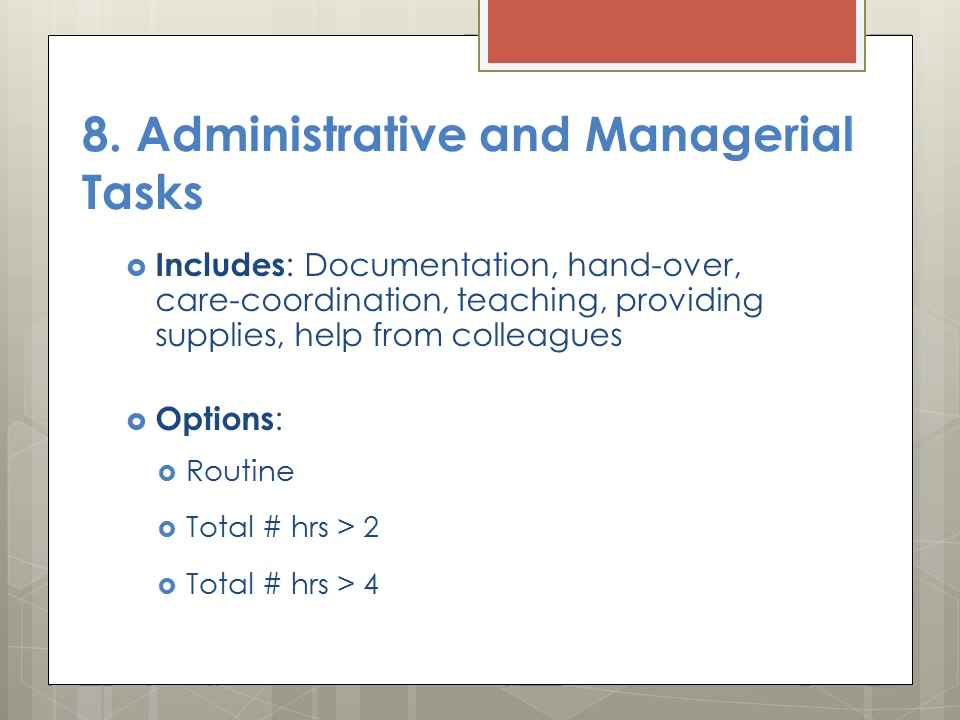 8. Administrative and Managerial
Tasks
Includes: Documentation, hand-over,
care-coordination, teaching, providing
supplies, help from colleagues
Options:
Routine
Total # hrs > 2
Total # hrs > 4